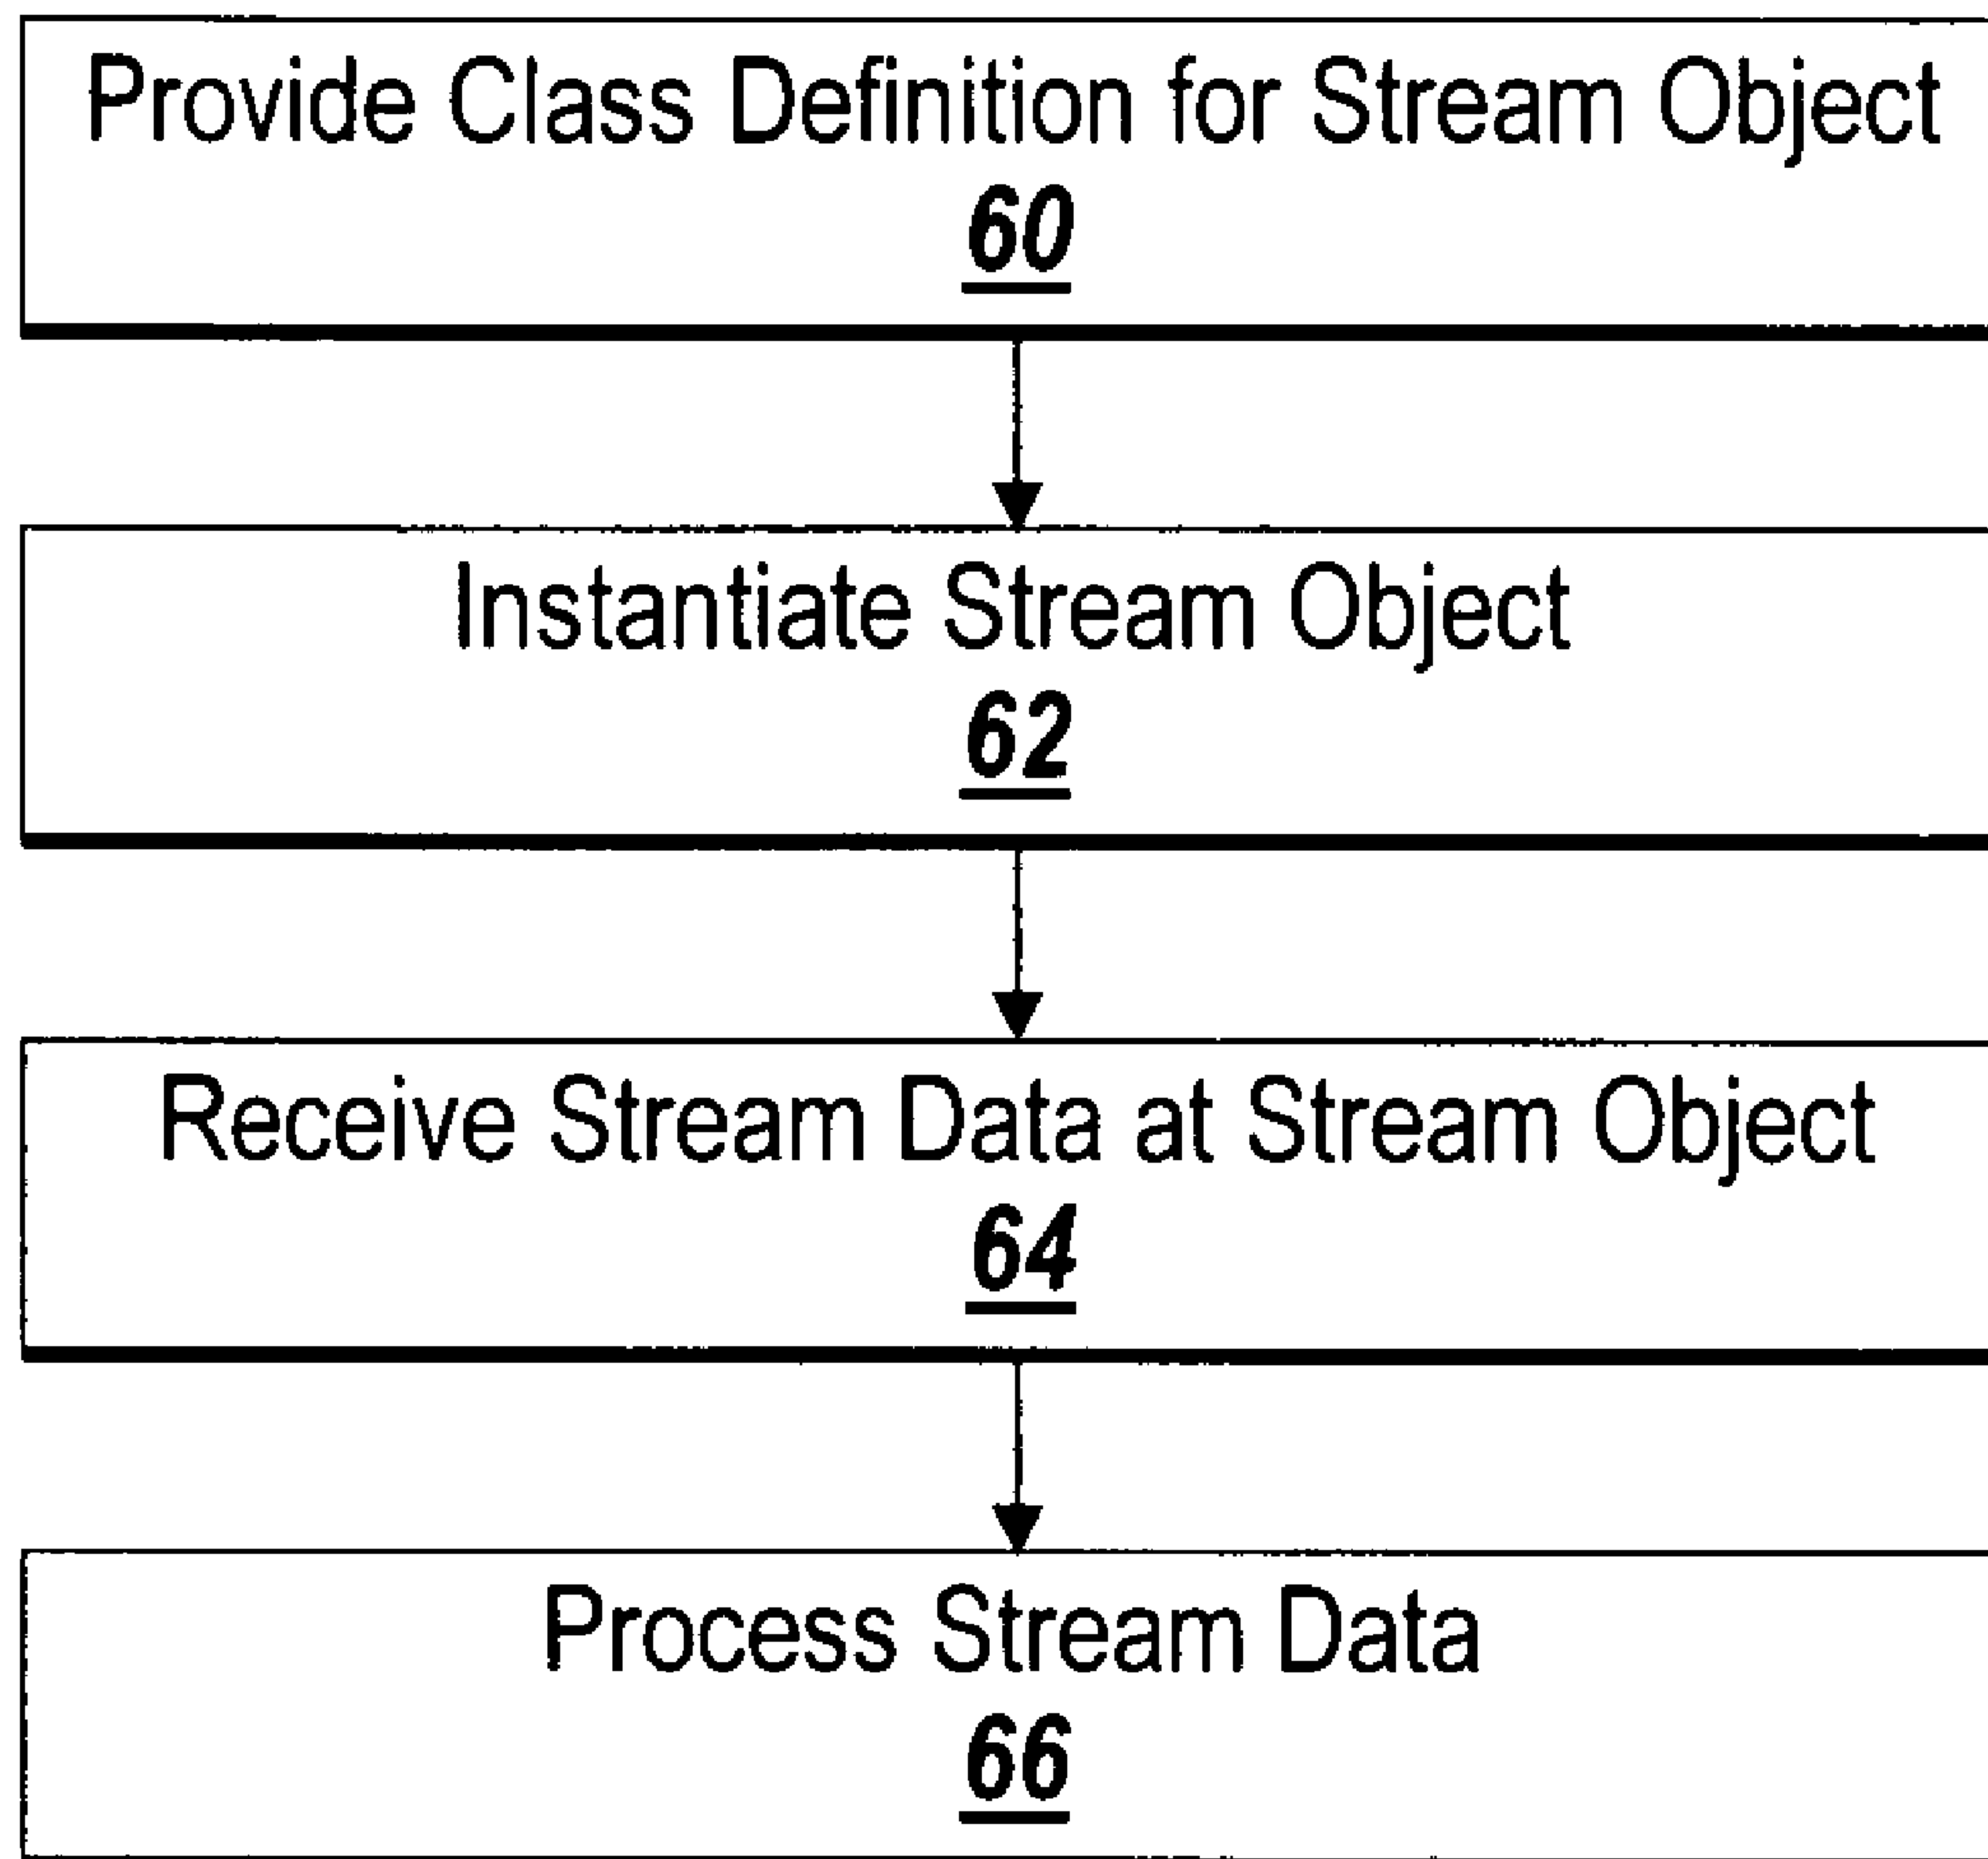 Provide Class Definition for Stream Object
60
Instantiate Stream Object
62
Receive Stream Data at Stream Object
64
Process Stream Data
66